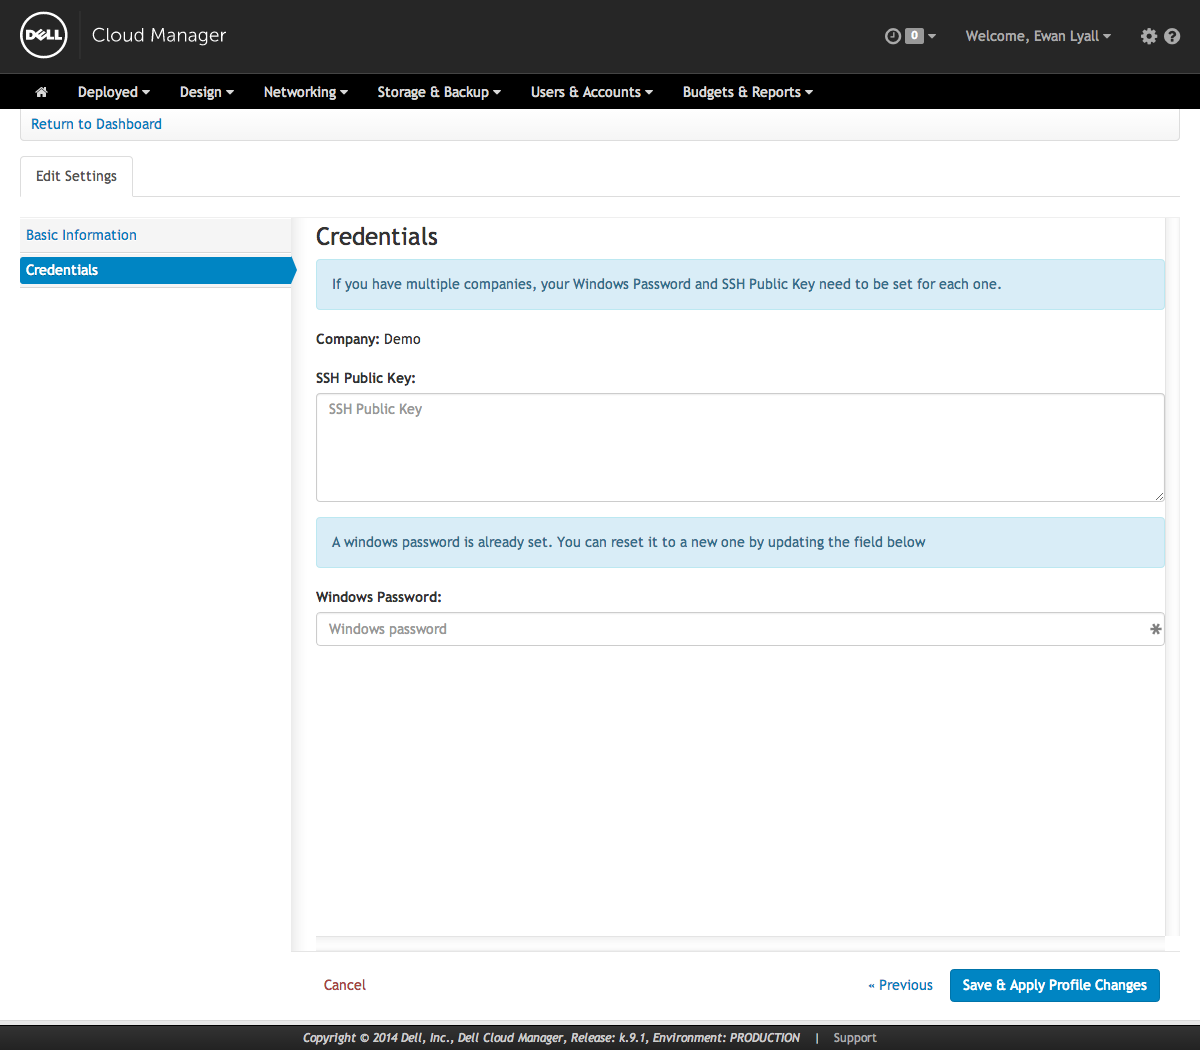 DELL
Cloud Manager
0
Welcome, Ewan Lyall
Deployed Design Networking Storage & Backup Users & Accounts Budgets & Reports
Return to Dashboard
Edit Settings
Basic Information
Credentials
Credentials
If you have multiple companies, your Windows Password and SSH Public Key need to be set for each one.
Company: Demo
SSH Public Key:
SSH Public Key
A windows password is already set. You can reset it to a new one by updating the field below
Windows Password:
Windows password
Cancel
« Previous
Save & Apply Profile Changes
Copyright © 2014 Dell, Inc., Dell Cloud Manager, Release: k.9.1, Environment: PRODUCTION | Support